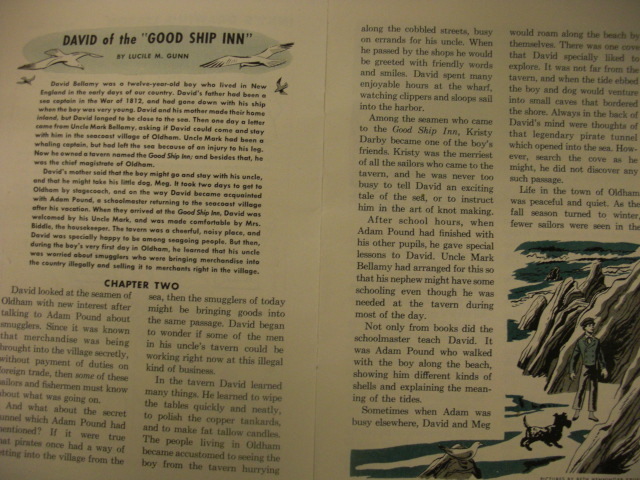 DAVID of the "GOOD SHIP INN"
BY LUCILE M. GUNN
David Bellamy was a twelve-year-old boy who lived in New
England in the early days of our country. David's father had been a
sea captain in the War of 1812, and had gone down with his ship
when the boy was very young. David and his mother made their home
inland, but David longed to be close to the sea. Then one day a letter
came from Uncle Mark Bellamy, asking if David could come and stay
with him in the seacoast village of Oldham. Uncle Mark had been a
whaling captain, but had left the sea because of an injury to his leg.
Now he owned a tavern named the Good Ship Inn; and besides that, he
was the chief magistrate of Oldham.
David's mother said that the boy might go and stay with his uncle,
and that he might take his little dog, Meg. It took two days to get to
Oldham by stagecoach, and on the way David became acquainted
with Adam Pound, a schoolmaster returning to the seacoast village
after his vacation. When they arrived at the Good Ship Inn, David was
welcomed by his Uncle Mark, and was made comfortable by Mrs.
Biddle, the housekeeper. The tavern was a cheerful, noisy place, and
David was specially happy to be among seagoing people. But then,
during the boy's very first day in Oldham, he learned that his uncle
was worried about smugglers who were bringing merchandise into
the country illegally and selling it to merchants right in the village.
CHAPTER TWO
David looked at the seamen of
Oldham with new interest after
talking to Adam Pound about
smugglers. Since it was known
that merchandise was being
brought into the village secretly,
without payment of duties on
foreign trade, then some of these
sailors and fishermen must know
about what was going on.
And what about the secret
tunnel which Adam Pound had
mentioned? If it were true
that pirates once had a way of
getting into the village from the
sea, then the smugglers of today
might be bringing goods into
the same passage. David began
to wonder if some of the men
in his uncle's tavern could be
working right now at this illegal
kind of business.
In the tavern David learned
many things. He learned to wipe
the tables quickly and neatly,
to polish the copper tankards,
and to make fat tallow candles.
The people living in Oldham
became accustomed to seeing the
boy from the tavern hurrying
along the cobbled streets, busy
on errands for his uncle. When
he passed by the shops he would
be greeted with friendly words
and smiles. David spent many
enjoyable hours at the wharf,
watching clippers and sloops sail
into the harbor.
Among the seamen who came
to the Good Ship Inn, Kristy
Darby became one of the boy's
friends. Kristy was the merriest
of all the sailors who came to the
tavern, and he was never too
busy to tell David an exciting
tale of the sea, or to instruct
him in the art of knot making.
After school hours, when
Adam Pound had finished with
his other pupils, he gave special
lessons to David. Uncle Mark
Bellamy had arranged for this so
that his nephew might have some
schooling even though he was
needed at the tavern during
most of the day.
Not only from books did the
schoolmaster teach David. It
was Adam Pound who walked
with the boy along the beach,
showing him different kinds of
shells and explaining the mean-
ing of the tides.
Sometimes when Adam was
busy elsewhere, David and Meg
would roam along the beach by
themselves. There was one cove
that David specially liked to
explore. It was not far from the
tavern, and when the tide ebbed
the boy and dog would venture
into small caves that bordered
the shore. Always in the back of
David's mind were thoughts of
that legendary pirate tunnel
which opened into the sea. How-
ever, search the cove as he
might, he did not discover any
such passage.
Life in the town of Oldham
was peaceful and quiet. As the
fall season turned to winter,
fewer sailors were seen in the
PICTURES BY